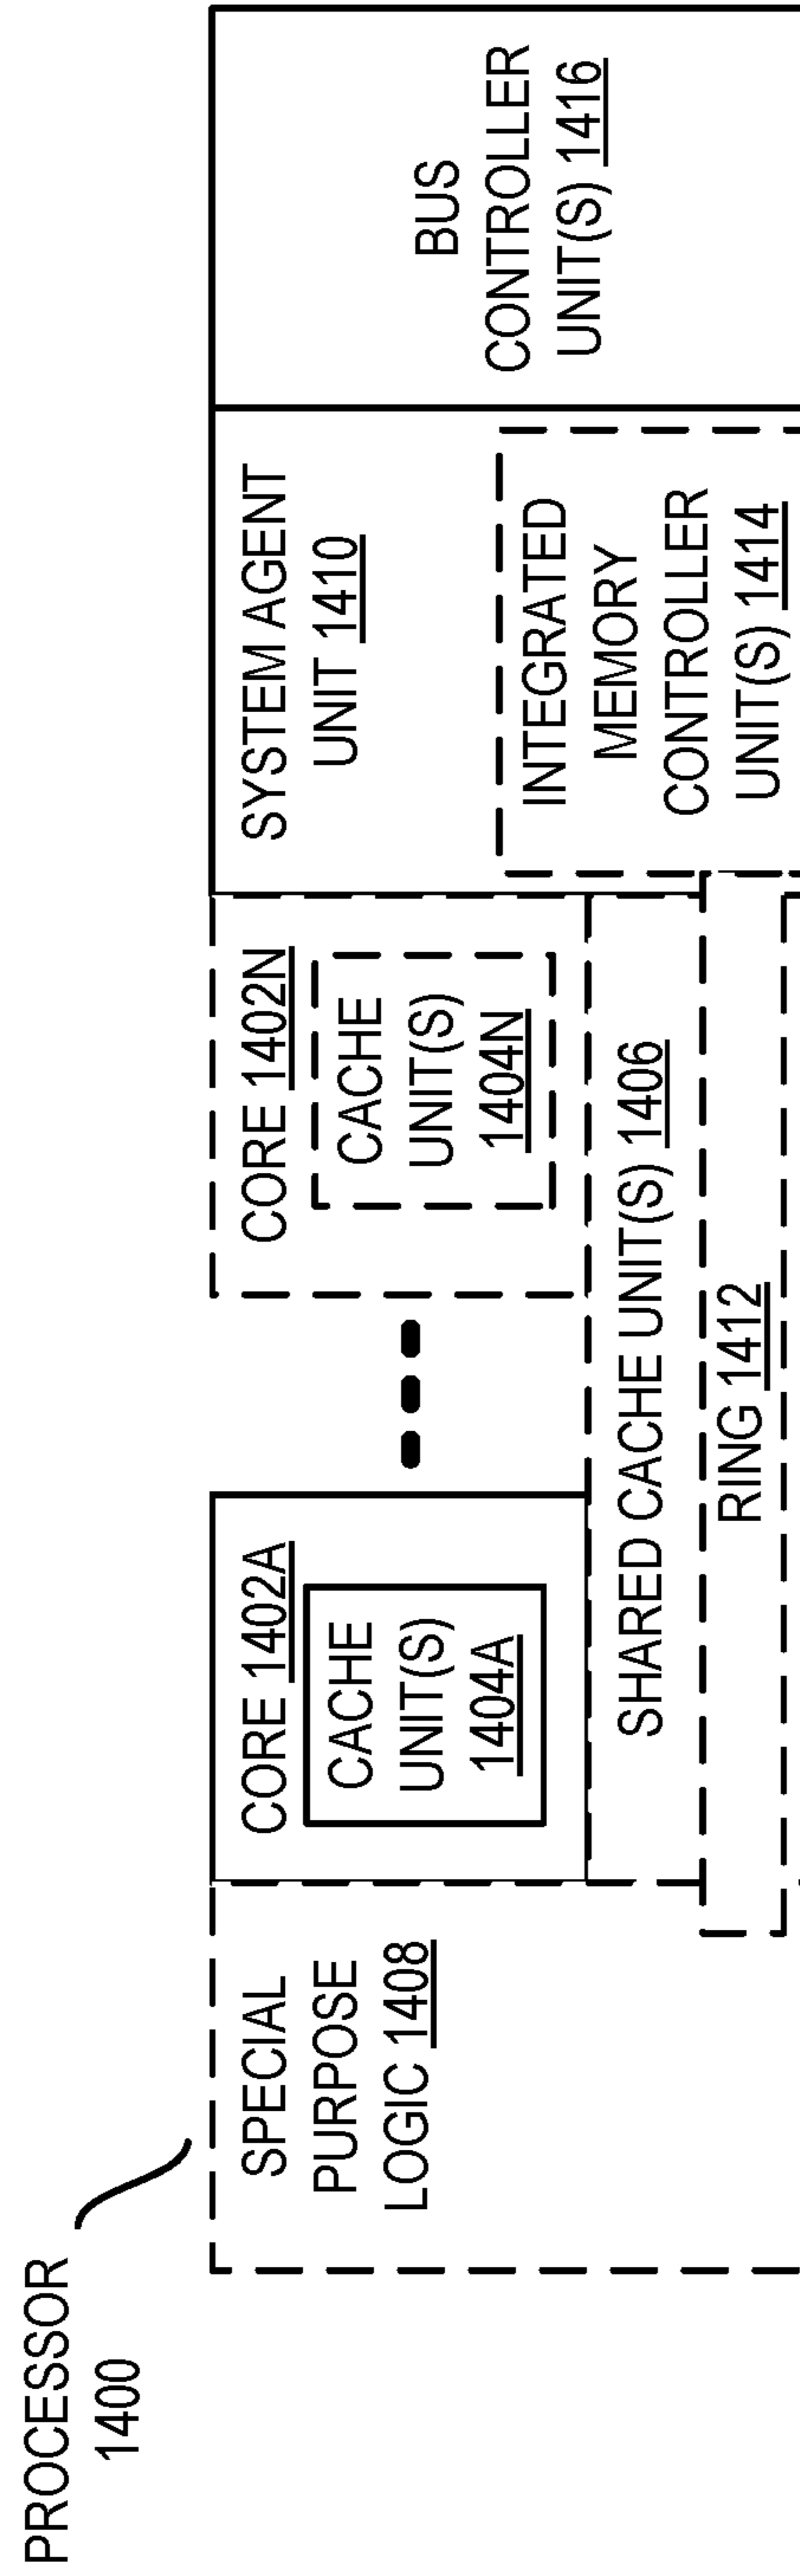 PROCESSOR
1400
SPECIAL
PURPOSE
LOGIC 1408
CORE 1402A
CACHE
UNIT(S)
1404A
CORE 1402N
CACHE
UNIT(S)
1404N
SHARED CACHE UNIT(S) 1406
RING 1412
SYSTEM AGENT
UNIT 1410
INTEGRATED
MEMORY
CONTROLLER
UNIT(S) 1414
BUS
CONTROLLER
UNIT(S) 1416